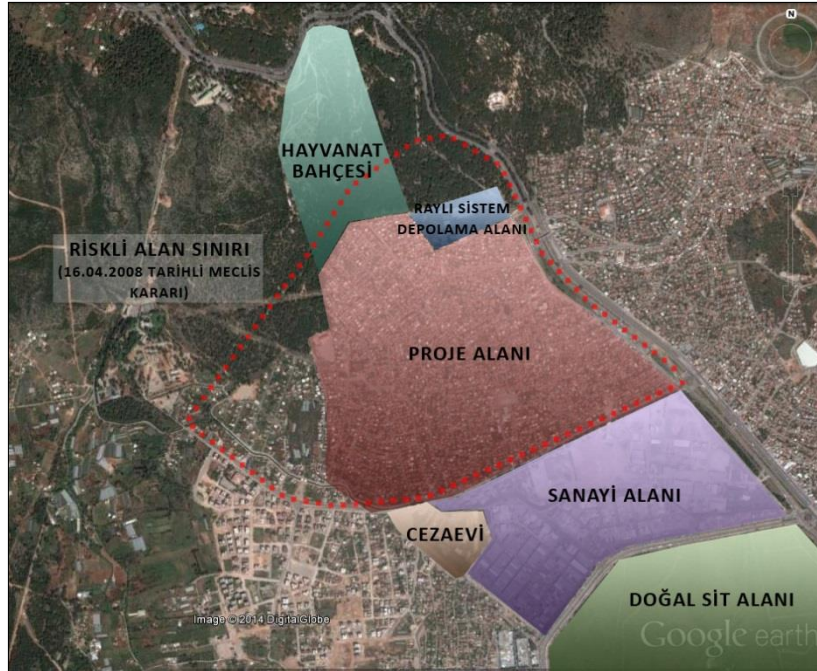 N
HAYVANAT
BAHÇESİ
RAYLI SİSTEM
DEPOLAMA ALANI
RİSKLİ ALAN SINIRI
(16.04.2008 TARİHLİ MECLİS
KARARI)
PROJE ALANI
SANAYİ ALANI
CEZAEVİ
DOĞAL SİT ALANI
Image © 2014 DigitalGlobe
Google earth